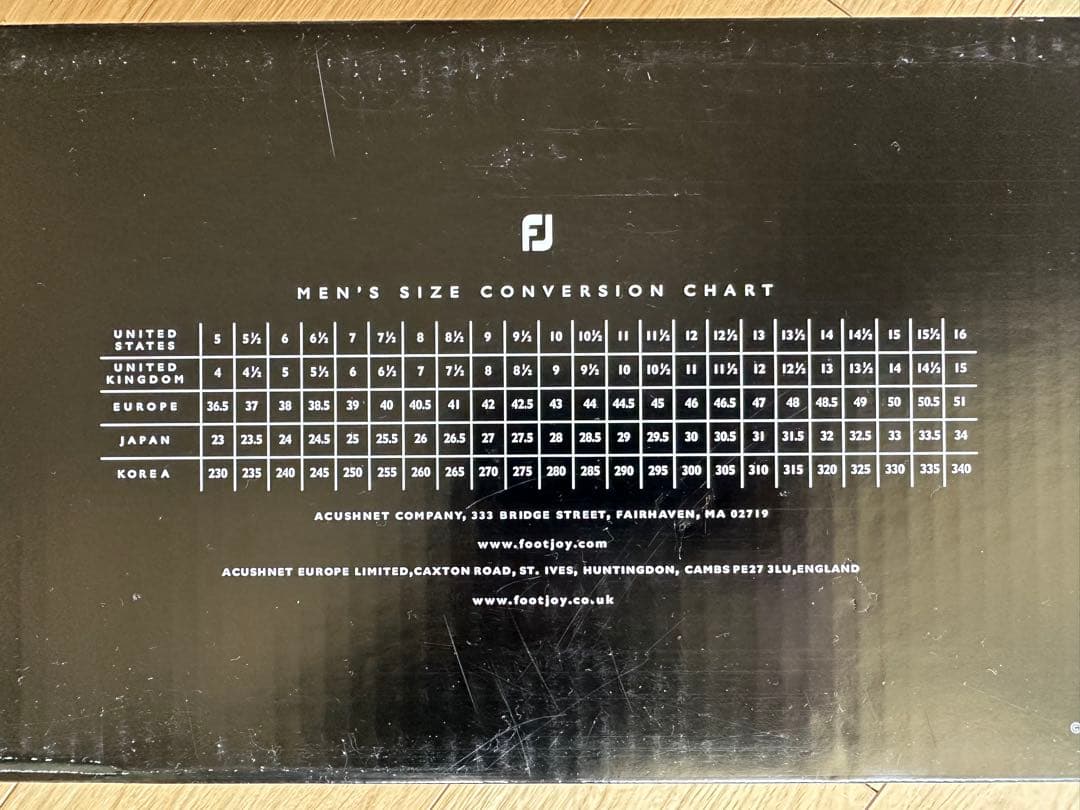 FJ
MEN'S SIZE CONVERSION CHART
UNITED STATES 5 5½ 6 6½ 7 7½ 8 8½ 9 9½ 10 10½ 11 11½ 12 12½ 13 13½ 14 14½ 15 15½ 16
UNITED KINGDOM 4 4½ 5 5½ 6 6½ 7 7½ 8 8½ 9 9½ 10 10½ 11 11½ 12 12½ 13 13½ 14 14½ 15
EUROPE 36.5 37 38 38.5 39 40 40.5 41 42 42.5 43 44 44.5 45 46 46.5 47 48 48.5 49 50 50.5 51
JAPAN 23 23.5 24 24.5 25 25.5 26 26.5 27 27.5 28 28.5 29 29.5 30 30.5 31 31.5 32 32.5 33 33.5 34
KOREA 230 235 240 245 250 255 260 265 270 275 280 285 290 295 300 305 310 315 320 325 330 335 340
ACUSHNET COMPANY, 333 BRIDGE STREET, FAIRHAVEN, MA 02719
www.footjoy.com
ACUSHNET EUROPE LIMITED,CAXTON ROAD, ST. IVES, HUNTINGDON, CAMBS PE27 3LU,ENGLAND
www.footjoy.co.uk
©